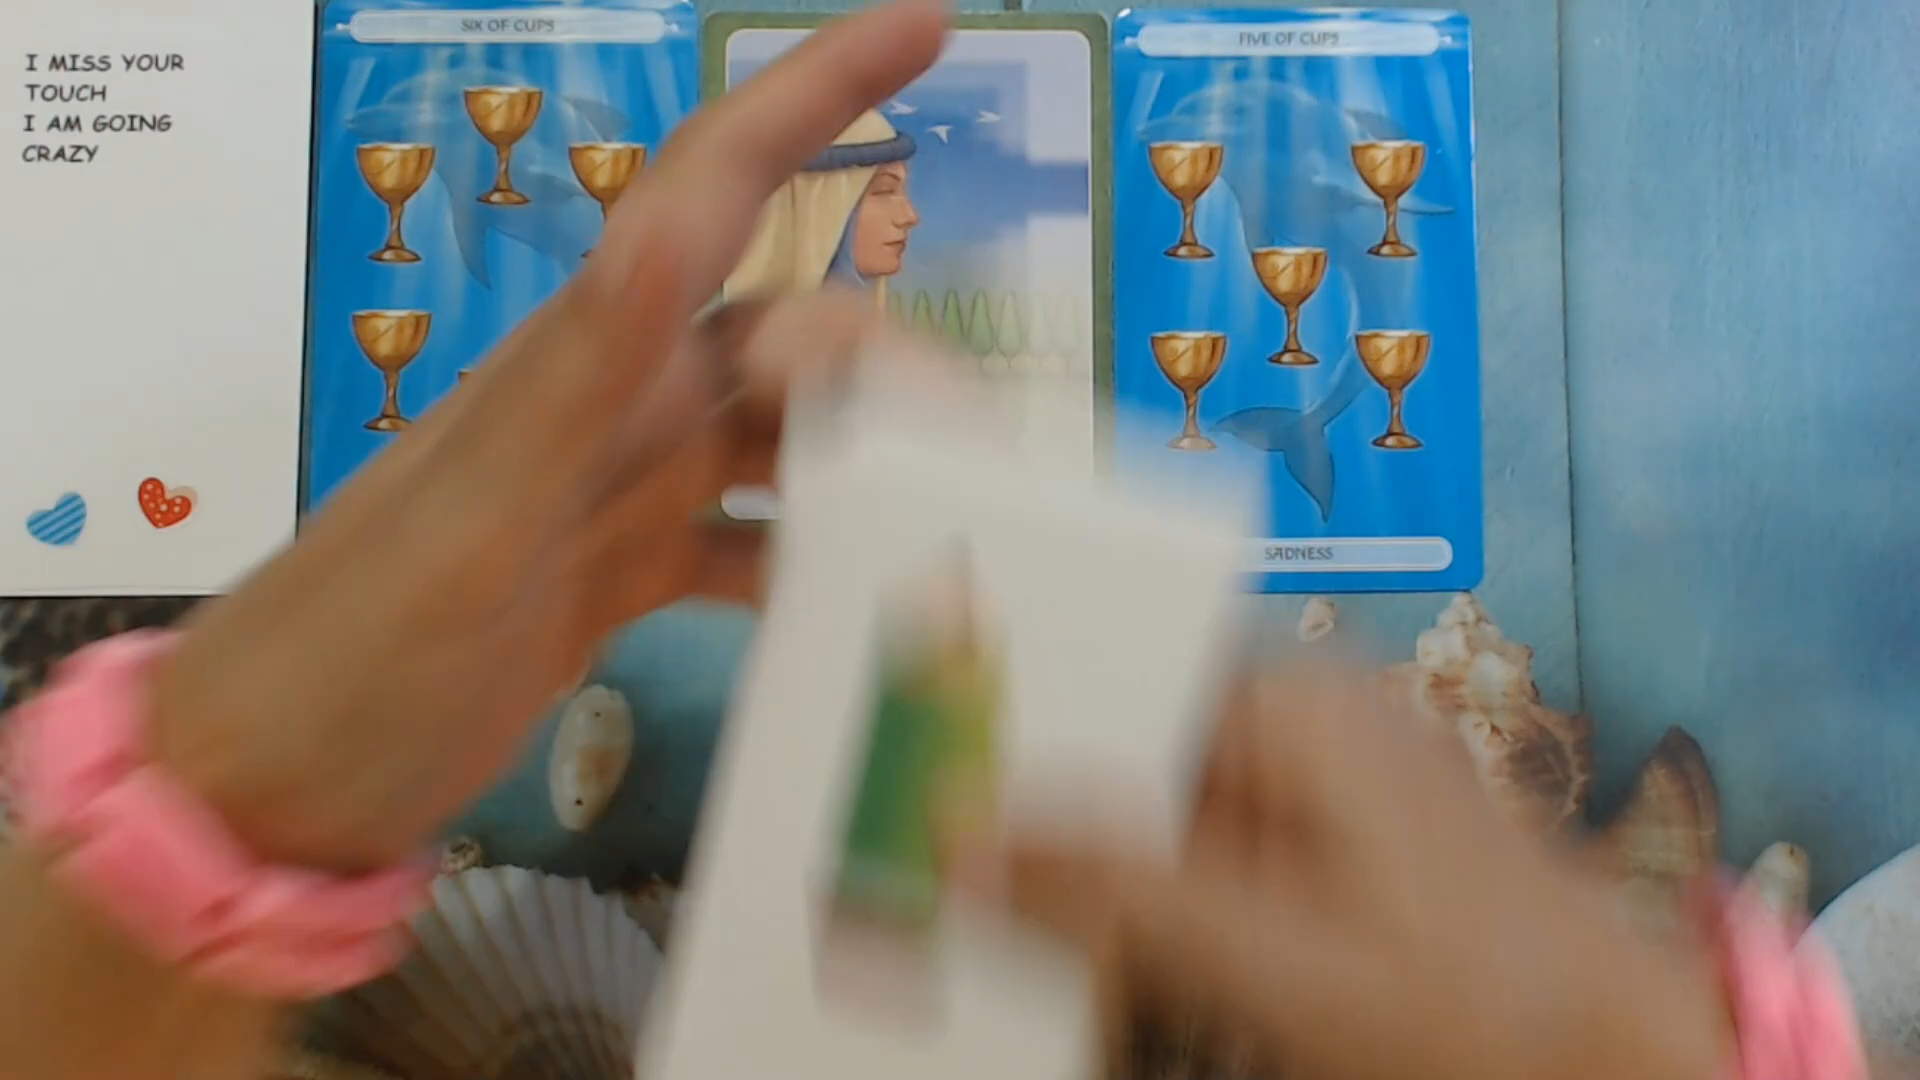 I MISS YOUR
TOUCH
I AM GOING
CRAZY
SIX OF CUPS
FIVE OF CUPS
SADNESS